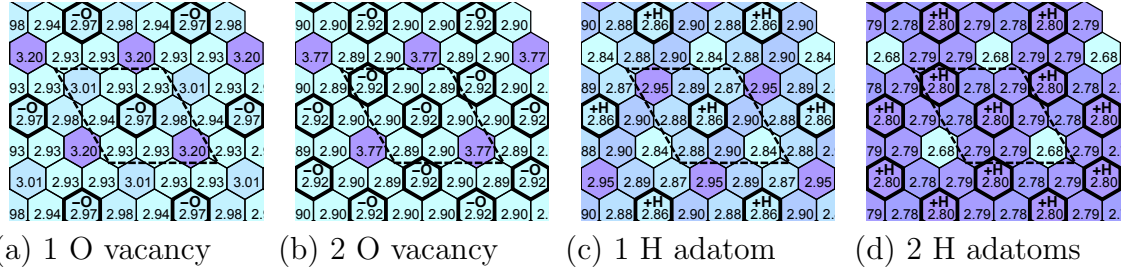 −O −O
98 2.94 2.97 2.98 2.94 2.97 2.98
3.20 2.93 2.93 3.20 2.93 2.93 3.20
93 2.93 3.01 2.93 2.93 3.01 2.93
−O −O −O
2.97 2.98 2.94 2.97 2.98 2.94 2.97
93 2.93 3.20 2.93 2.93 3.20 2.93
3.01 2.93 2.93 3.01 2.93 2.93 3.01
−O −O
98 2.94 2.97 2.98 2.94 2.97 2.98
(a) 1 O vacancy
−O −O
90 2.90 2.92 2.90 2.90 2.92 2.90
3.77 2.89 2.90 3.77 2.89 2.90 3.77
−O −O
90 2.90 2.92 2.90 2.90 2.92 2.90
−O −O −O
2.92 2.90 2.90 2.92 2.90 2.90 2.92
2.90 3.77 2.89 2.90 3.77 2.89
−O −O −O
2.92 2.90 2.90 2.92 2.90 2.90 2.92
−O −O
90 2.90 2.92 2.90 2.90 2.92 2.90
(b) 2 O vacancy
+H +H
90 2.88 2.86 2.90 2.88 2.86 2.90
2.84 2.88 2.90 2.84 2.88 2.90 2.84
89 2.87 2.95 2.89 2.87 2.95 2.89
+H +H +H
2.86 2.90 2.88 2.86 2.90 2.88 2.86
2.90 2.84 2.88 2.90 2.84 2.88
2.95 2.89 2.87 2.95 2.89 2.87 2.95
+H +H
90 2.88 2.86 2.90 2.88 2.86 2.90
(c) 1 H adatom
+H +H
79 2.79 2.80 2.78 2.79 2.80 2.79
2.68 2.79 2.78 2.68 2.79 2.78 2.68
+H +H
78 2.79 2.80 2.78 2.79 2.80 2.78
+H +H +H
2.80 2.78 2.79 2.80 2.78 2.79 2.80
2.78 2.68 2.79 2.78 2.68 2.79
+H +H +H
2.80 2.78 2.79 2.80 2.78 2.79 2.80
+H +H
79 2.79 2.80 2.78 2.79 2.80 2.78
(d) 2 H adatoms